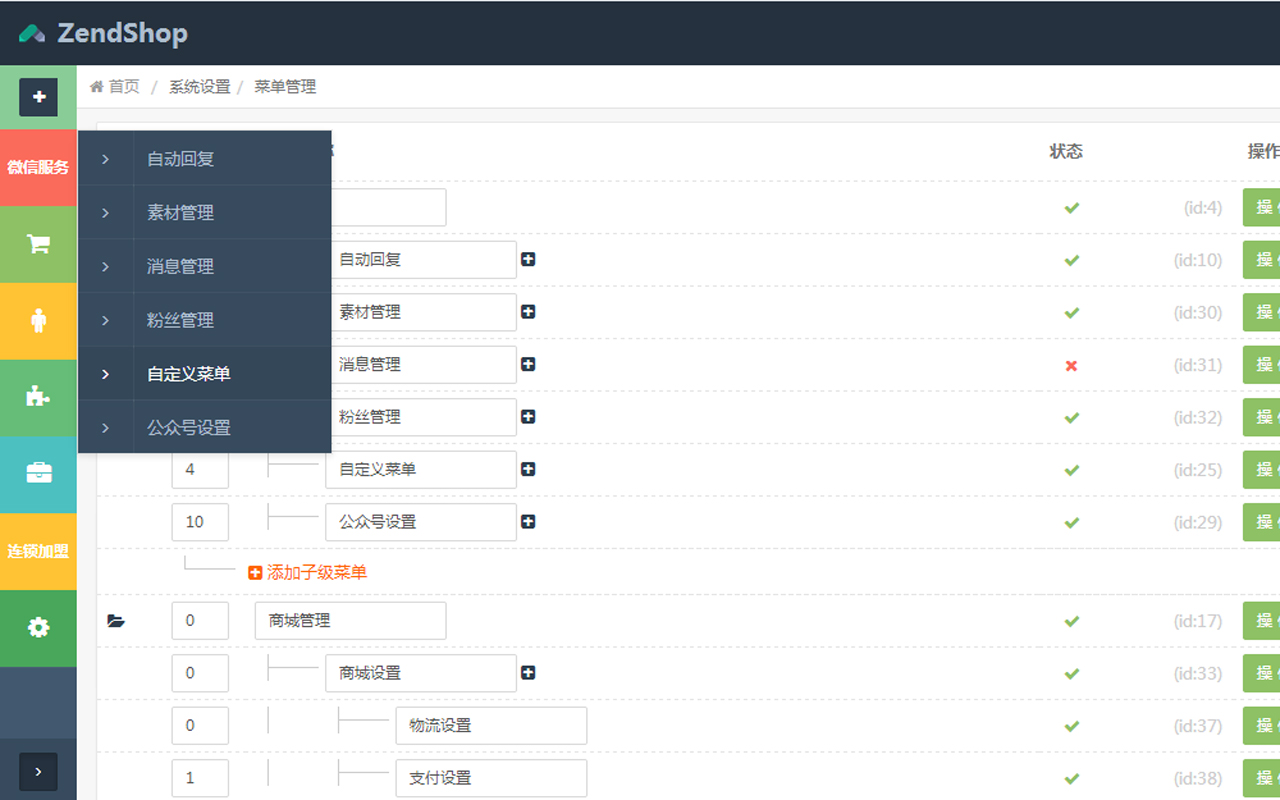 ZendShop
首页 / 系统设置 / 菜单管理
状态 操作
微信服务
自动回复
素材管理
消息管理
粉丝管理
自定义菜单
公众号设置
(id:4) 操
自动回复 (id:10) 操
素材管理 (id:30) 操
消息管理 (id:31) 操
粉丝管理 (id:32) 操
4 自定义菜单 (id:25) 操
10 公众号设置 (id:29) 操
连锁加盟
添加子级菜单
0 商城管理 (id:17) 操
0 商城设置 (id:33) 操
0 物流设置 (id:37) 操
1 支付设置 (id:38) 操